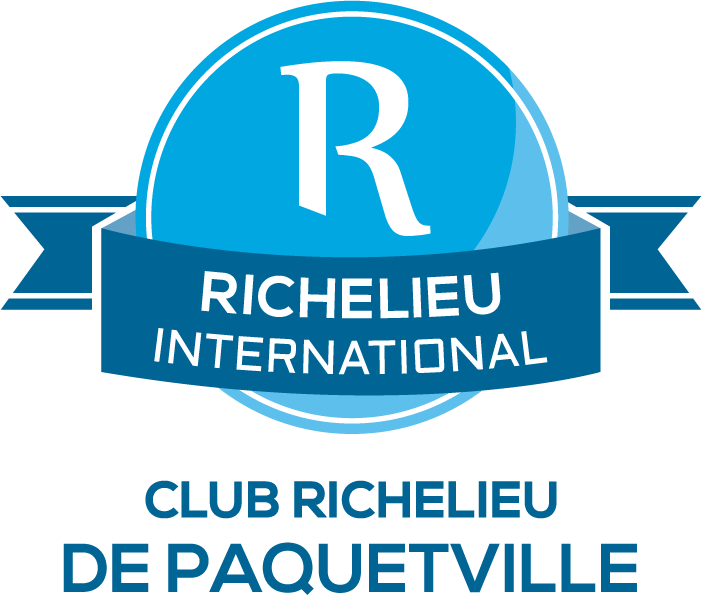 R
RICHELIEU
INTERNATIONAL
CLUB RICHELIEU
DE PAQUETVILLE